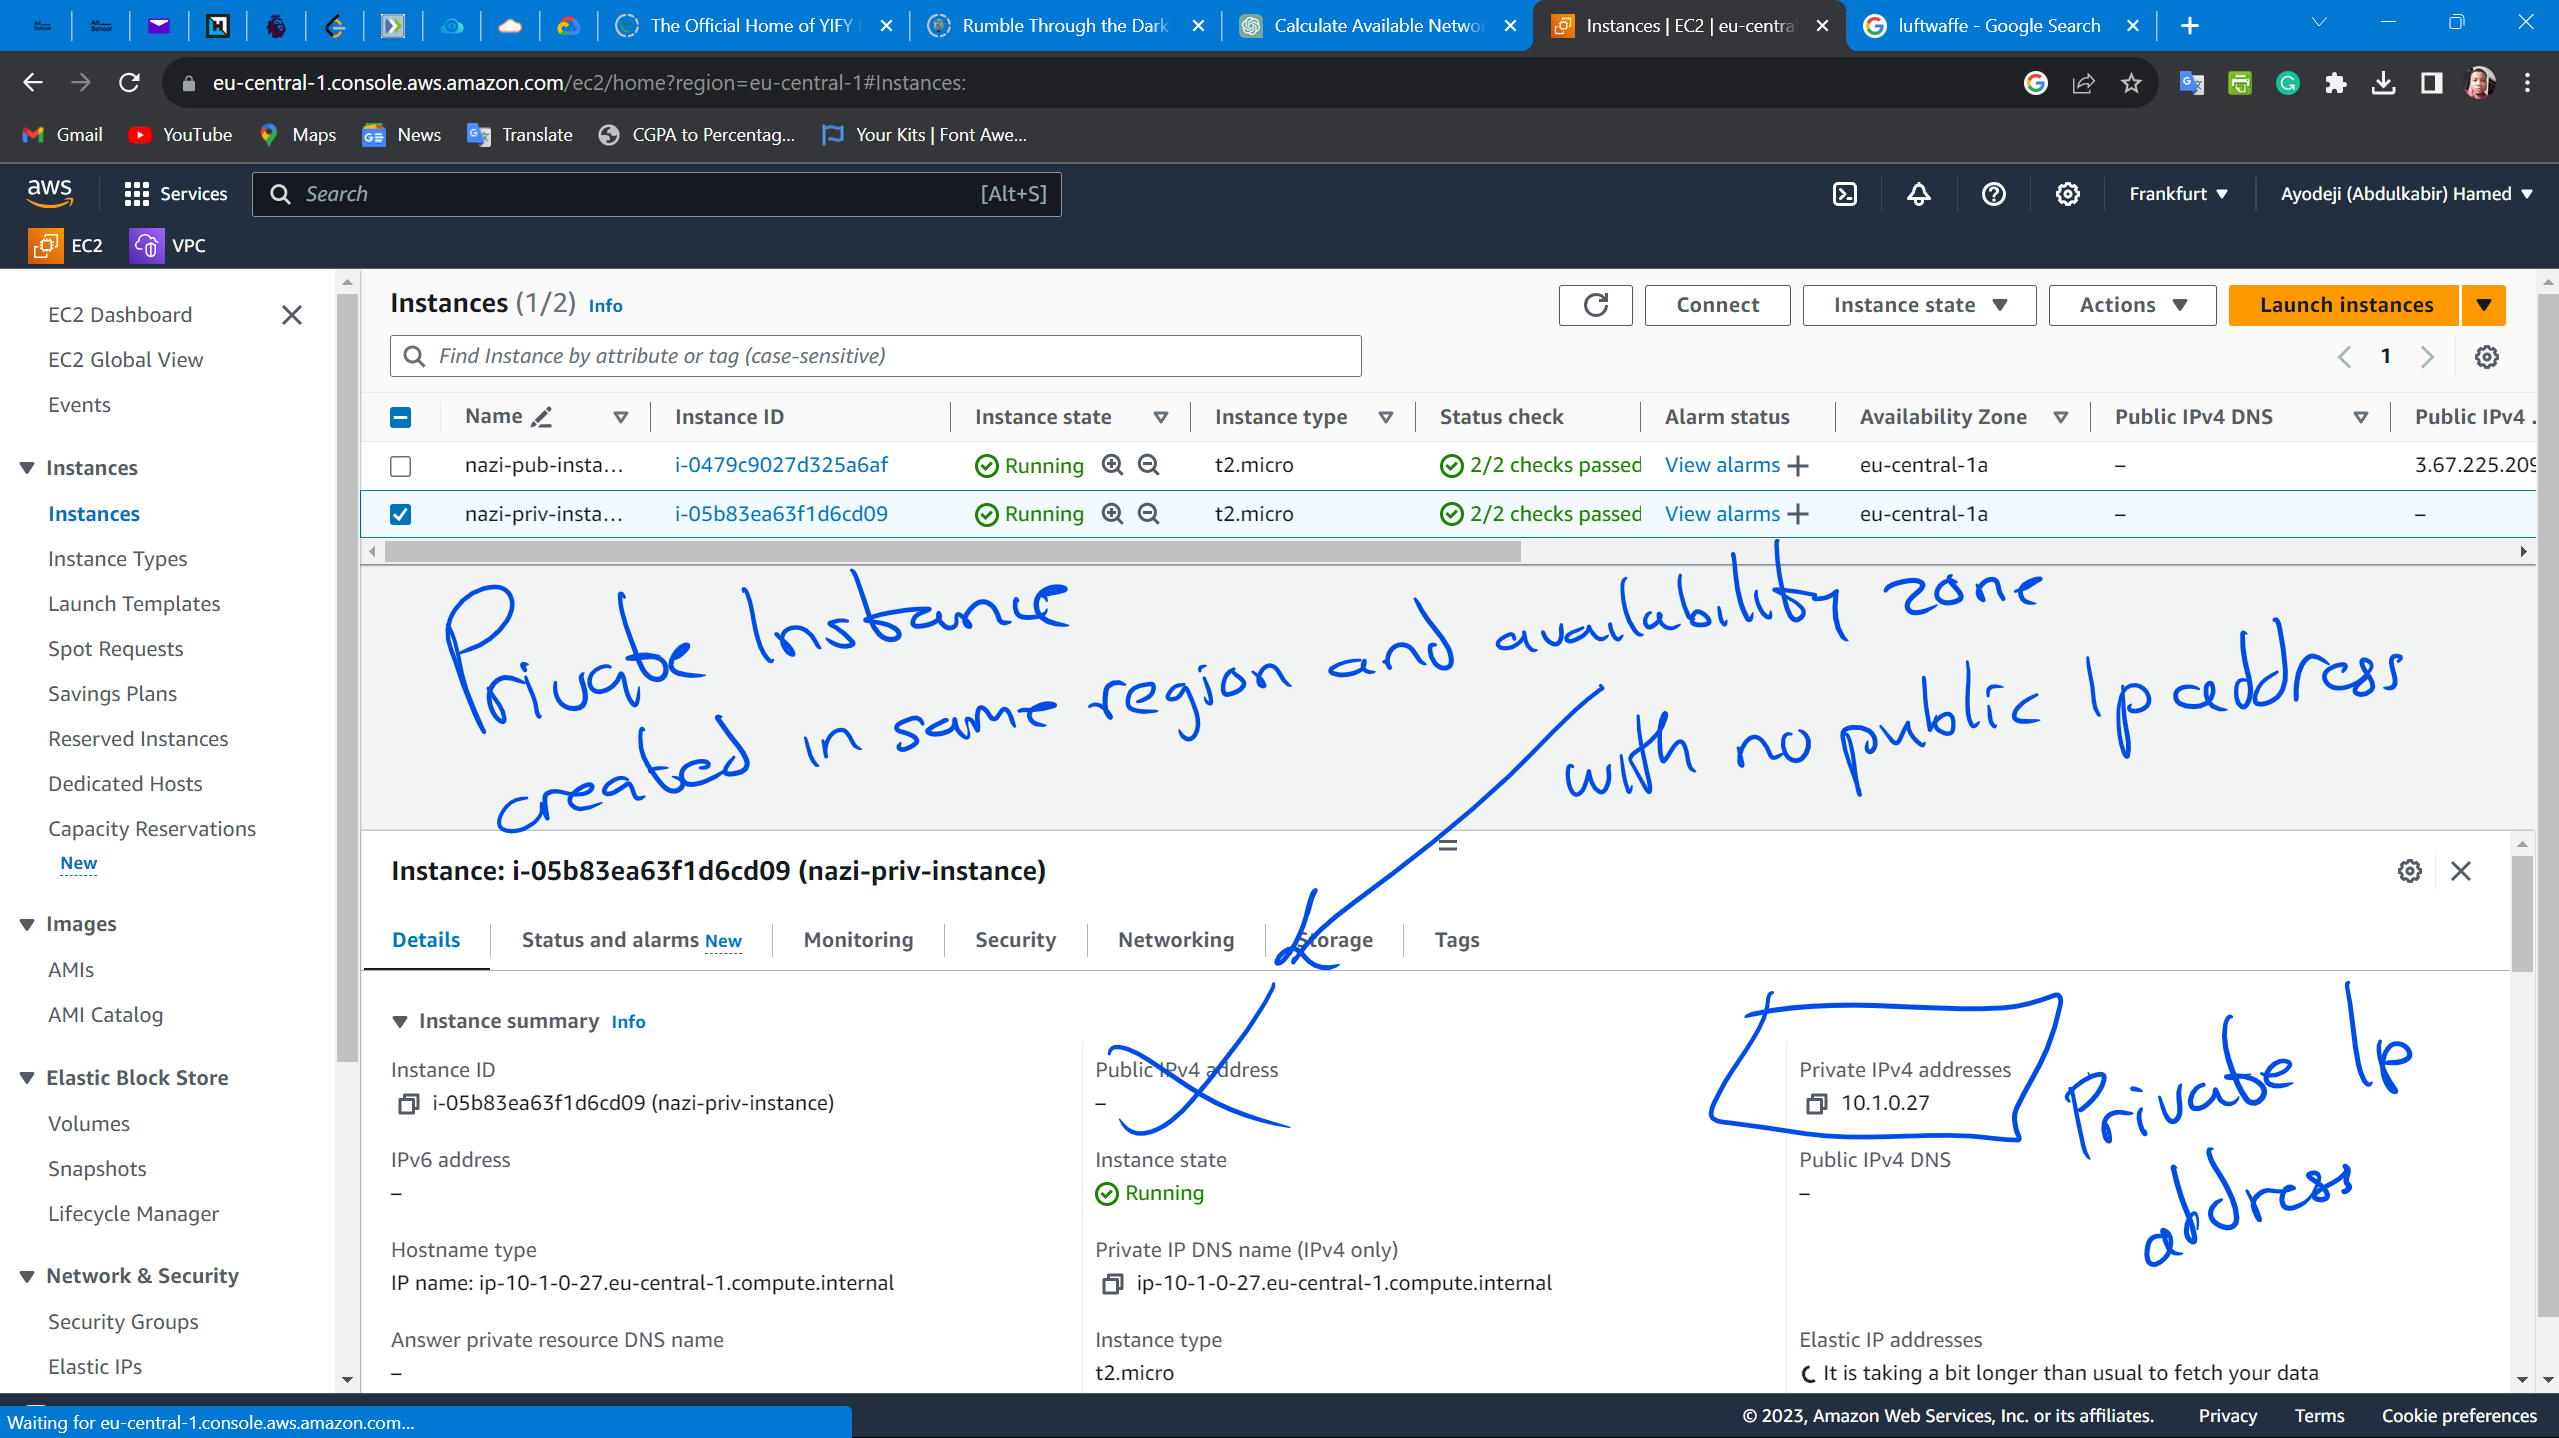 Alt School
Alt School
The Official Home of YIFY
Rumble Through the Dark
Calculate Available Networ
Instances | EC2 | eu-central
luftwaffe - Google Search
eu-central-1.console.aws.amazon.com/ec2/home?region=eu-central-1#Instances:
Gmail
YouTube
Maps
News
Translate
CGPA to Percentag...
Your Kits | Font Awe...
aws
Services
Search
[Alt+S]
Frankfurt
Ayodeji (Abdulkabir) Hamed
EC2
VPC
EC2 Dashboard
EC2 Global View
Events
Instances
Instances
Instance Types
Launch Templates
Spot Requests
Savings Plans
Reserved Instances
Dedicated Hosts
Capacity Reservations
New
Images
AMIs
AMI Catalog
Elastic Block Store
Volumes
Snapshots
Lifecycle Manager
Network & Security
Security Groups
Elastic IPs
Instances (1/2) Info
Connect
Instance state
Actions
Launch instances
Find Instance by attribute or tag (case-sensitive)
1
Name Instance ID Instance state Instance type Status check Alarm status Availability Zone Public IPv4 DNS Public IPv4 .
nazi-pub-insta... i-0479c9027d325a6af Running t2.micro 2/2 checks passed View alarms + eu-central-1a – 3.67.225.209
nazi-priv-insta... i-05b83ea63f1d6cd09 Running t2.micro 2/2 checks passed View alarms + eu-central-1a – –
Private Instance
created in same region and availability zone
with no public Ip address
Instance: i-05b83ea63f1d6cd09 (nazi-priv-instance)
Details
Status and alarms New
Monitoring
Security
Networking
Storage
Tags
Instance summary Info
Instance ID
i-05b83ea63f1d6cd09 (nazi-priv-instance)
Public IPv4 address
–
Private IPv4 addresses
10.1.0.27
Private Ip
address
IPv6 address
–
Instance state
Running
Public IPv4 DNS
–
Hostname type
IP name: ip-10-1-0-27.eu-central-1.compute.internal
Private IP DNS name (IPv4 only)
ip-10-1-0-27.eu-central-1.compute.internal
Answer private resource DNS name
–
Instance type
t2.micro
Elastic IP addresses
It is taking a bit longer than usual to fetch your data
Waiting for eu-central-1.console.aws.amazon.com...
© 2023, Amazon Web Services, Inc. or its affiliates.
Privacy
Terms
Cookie preferences